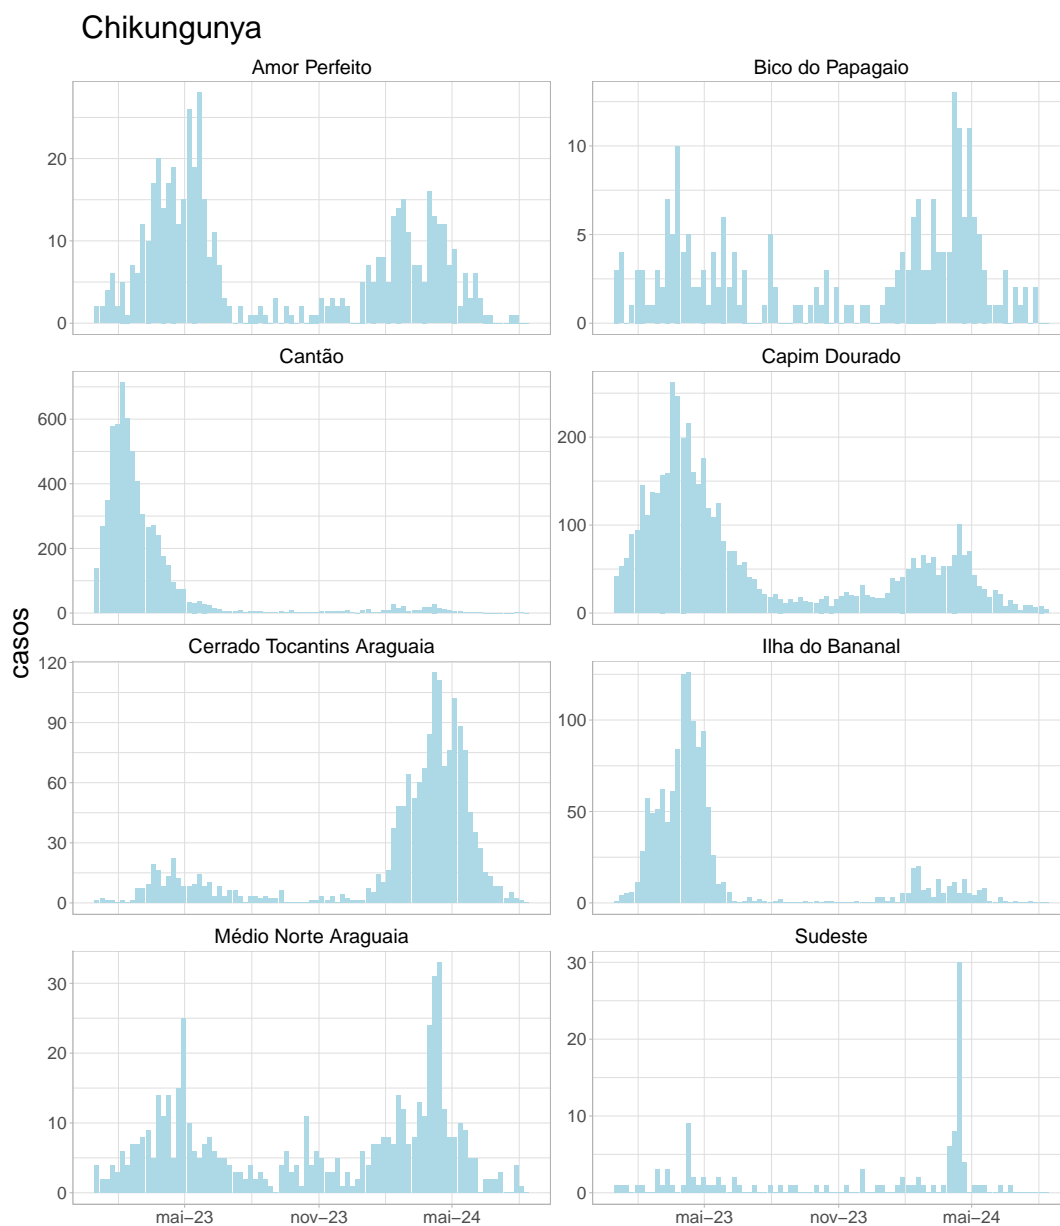 Chikungunya
Amor Perfeito
Bico do Papagaio
20
10
0
10
5
0
Cantão
Capim Dourado
600
400
200
0
200
100
0
casos
Cerrado Tocantins Araguaia
Ilha do Bananal
120
90
60
30
0
100
50
0
Médio Norte Araguaia
Sudeste
30
20
10
0
30
20
10
0
mai–23
nov–23
mai–24
mai–23
nov–23
mai–24